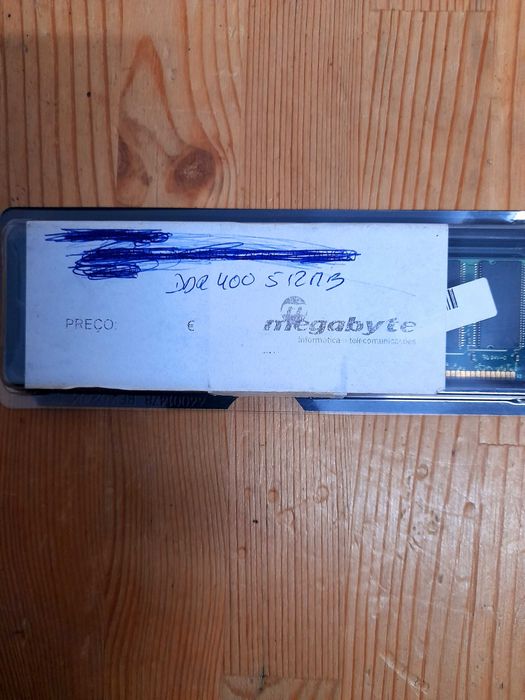 DDR 400 512MB
PREÇO: €
megabyte
informática - telecomunicações